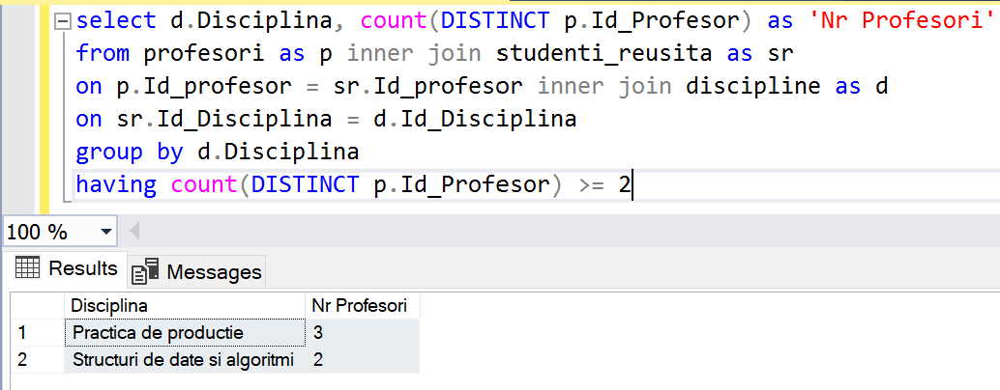 select d.Disciplina, count(DISTINCT p.Id_Profesor) as 'Nr Profesori'
from profesori as p inner join studenti_reusita as sr
on p.Id_profesor = sr.Id_profesor inner join discipline as d
on sr.Id_Disciplina = d.Id_Disciplina
group by d.Disciplina
having count(DISTINCT p.Id_Profesor) >= 2
100 %
Results Messages
Disciplina Nr Profesori
1 Practica de productie 3
2 Structuri de date si algoritmi 2